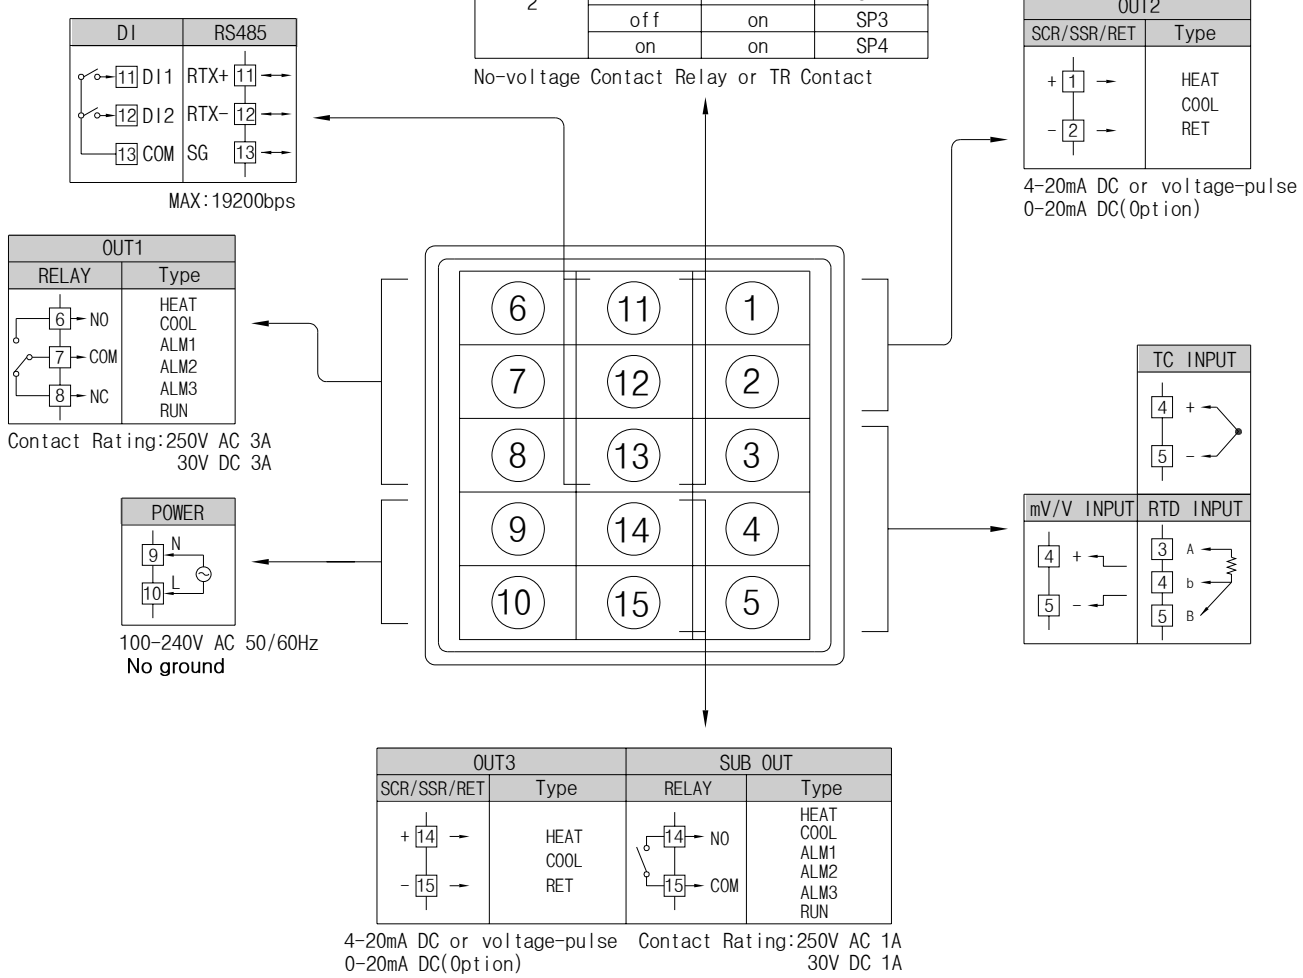 2
off on SP3
on on SP4
No-voltage Contact Relay or TR Contact
DI RS485
11 DI1 RTX+ 11
12 DI2 RTX- 12
13 COM SG 13
MAX:19200bps
OUT2
SCR/SSR/RET Type
+ 1 HEAT
COOL
- 2 RET
4-20mA DC or voltage-pulse
0-20mA DC(Option)
OUT1
RELAY Type
6 NO
7 COM
8 NC
HEAT
COOL
ALM1
ALM2
ALM3
RUN
Contact Rating:250V AC 3A
30V DC 3A
POWER
9 N
10 L
100-240V AC 50/60Hz
No ground
6 11 1
7 12 2
8 13 3
9 14 4
10 15 5
TC INPUT
4 +
5 -
mV/V INPUT RTD INPUT
4 +
5 -
3 A
4 b
5 B
OUT3 SUB OUT
SCR/SSR/RET Type RELAY Type
+ 14
- 15
HEAT
COOL
RET
14 NO
15 COM
HEAT
COOL
ALM1
ALM2
ALM3
RUN
4-20mA DC or voltage-pulse
0-20mA DC(Option)
Contact Rating:250V AC 1A
30V DC 1A